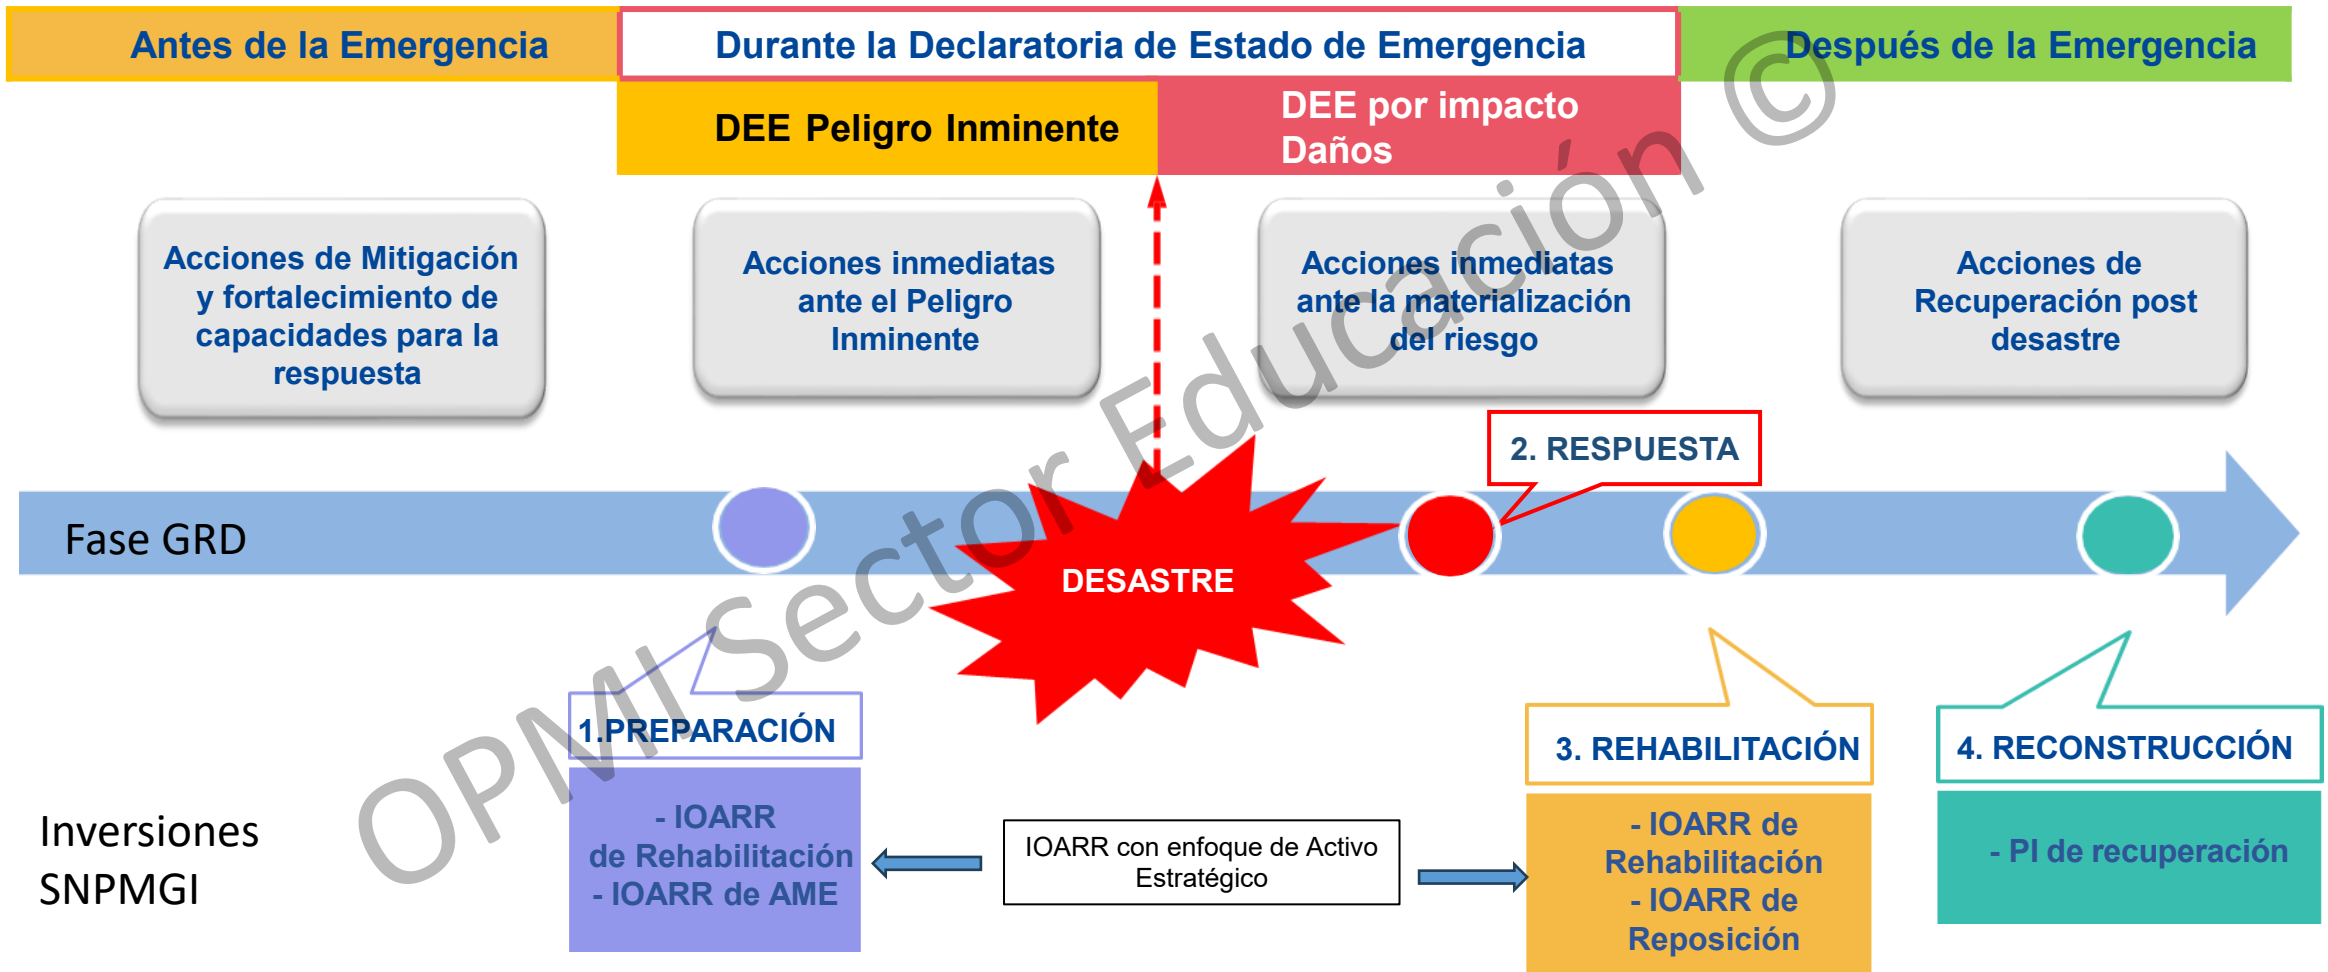 Antes de la Emergencia
Durante la Declaratoria de Estado de Emergencia
Después de la Emergencia
DEE Peligro Inminente
DEE por impacto
Daños
Acciones de Mitigación
y fortalecimiento de
capacidades para la
respuesta
Acciones inmediatas
ante el Peligro
Inminente
Acciones inmediatas
ante la materialización
del riesgo
Acciones de
Recuperación post
desastre
2. RESPUESTA
Fase GRD
DESASTRE
1.PREPARACIÓN
3. REHABILITACIÓN
4. RECONSTRUCCIÓN
Inversiones
SNPMGI
- IOARR
de Rehabilitación
- IOARR de AME
IOARR con enfoque de Activo
Estratégico
- IOARR de
Rehabilitación
- IOARR de
Reposición
- PI de recuperación
OPMI Sector Educación ©